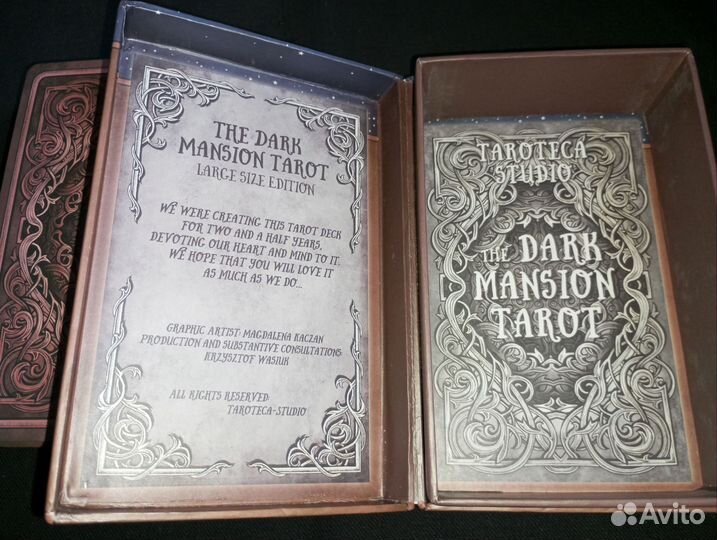 THE DARK
MANSION TAROT
LARGE SIZE EDITION
WE WERE CREATING THIS TAROT DECK
FOR TWO AND A HALF YEARS,
DEVOTING OUR HEART AND MIND TO IT.
WE HOPE THAT YOU WILL LOVE IT
AS MUCH AS WE DO...
GRAPHIC ARTIST: MAGDALENA KACZAN
PRODUCTION AND SUBSTANTIVE CONSULTATIONS
KRZYSZTOF WASIUK
ALL RIGHTS RESERVED:
TAROTECA-STUDIO
TAROTECA
STUDIO
THE DARK
MANSION
TAROT
Avito